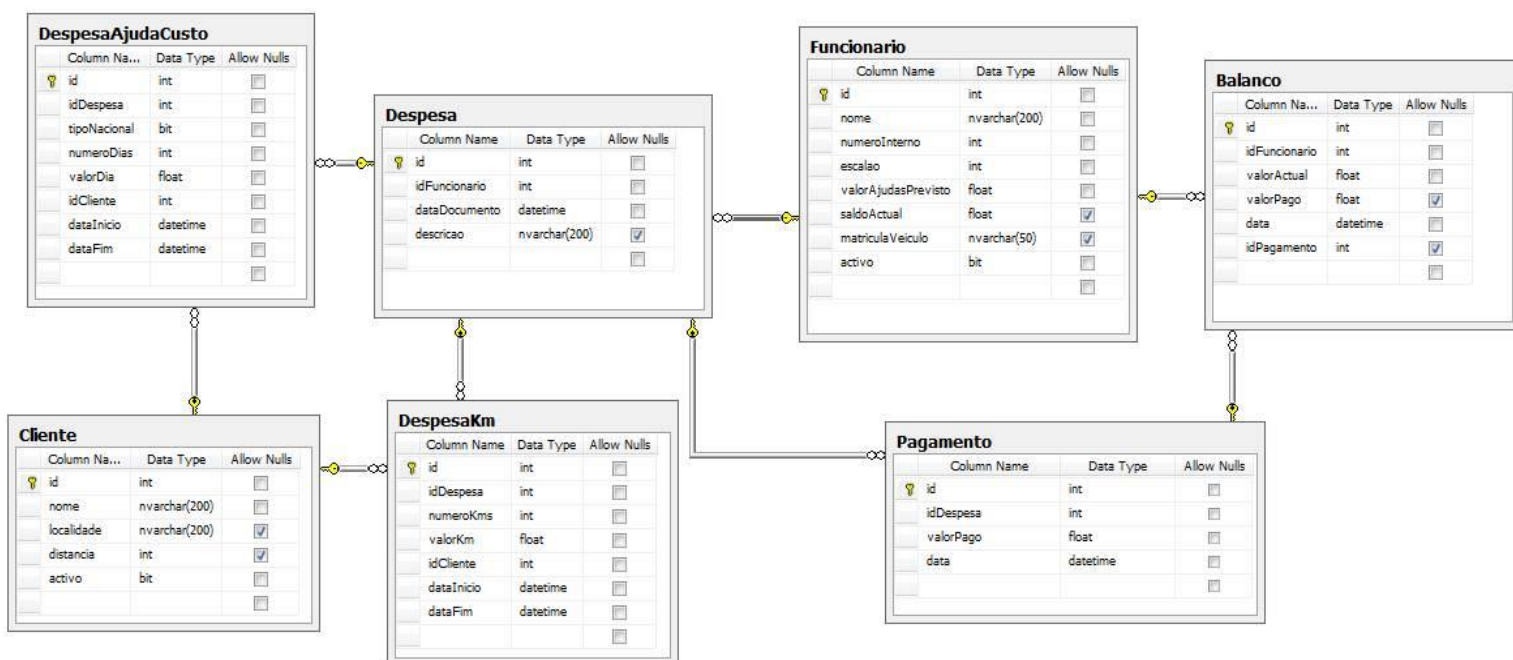 DespesaAjudaCusto
Column Na... Data Type Allow Nulls
id int
idDespesa int
tipoNacional bit
numeroDias int
valorDia float
idCliente int
dataInicio datetime
dataFim datetime
Despesa
Column Name Data Type Allow Nulls
id int
idFuncionario int
dataDocumento datetime
descricao nvarchar(200)
Funcionario
Column Name Data Type Allow Nulls
id int
nome nvarchar(200)
numeroInterno int
escalao int
valorAjudasPrevisto float
saldoActual float
matriculaVeiculo nvarchar(50)
activo bit
Balanco
Column Na... Data Type Allow Nulls
id int
idFuncionario int
valorActual float
valorPago float
data datetime
idPagamento int
Cliente
Column Na... Data Type Allow Nulls
id int
nome nvarchar(200)
localidade nvarchar(200)
distancia int
activo bit
DespesaKm
Column Name Data Type Allow Nulls
id int
idDespesa int
numeroKms int
valorKm float
idCliente int
dataInicio datetime
dataFim datetime
Pagamento
Column Name Data Type Allow Nulls
id int
idDespesa int
valorPago float
data datetime